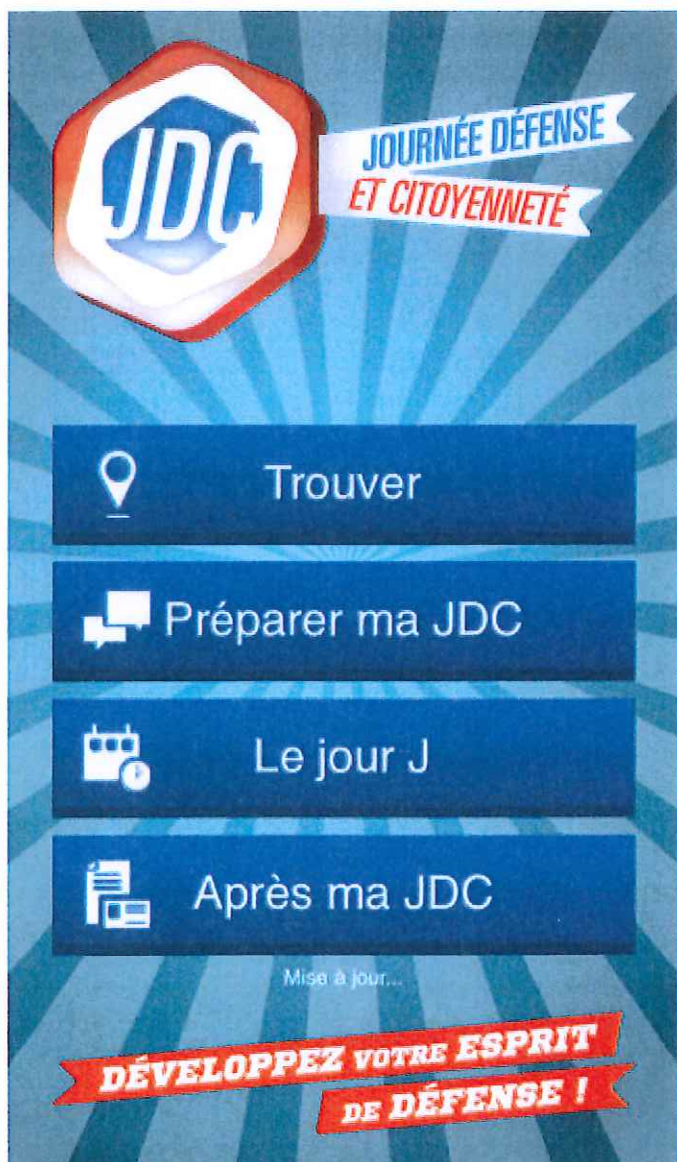 JDC
JOURNÉE DÉFENSE
ET CITOYENNETÉ
Trouver
Préparer ma JDC
Le jour J
Après ma JDC
Mise à jour...
DÉVELOPPEZ VOTRE ESPRIT
DE DÉFENSE !